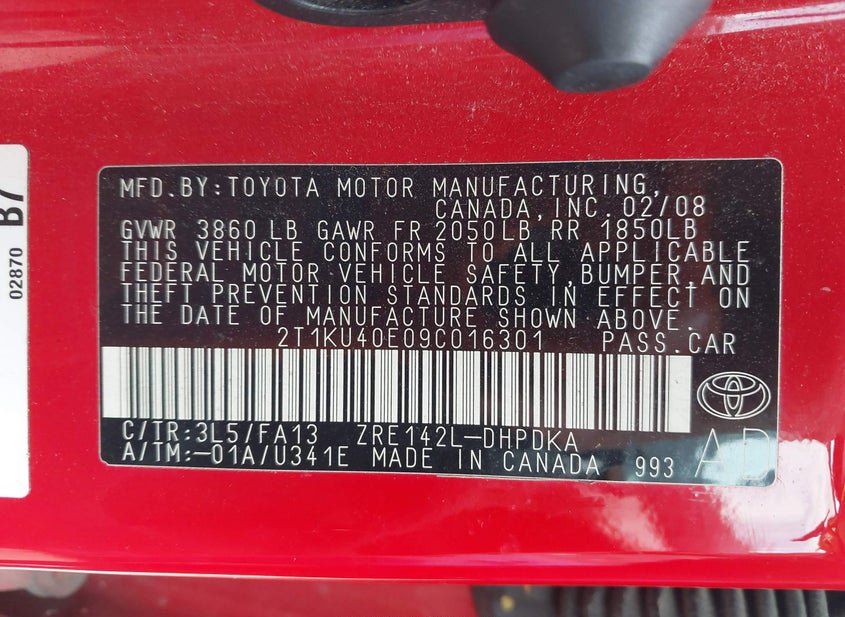 MFD.BY:TOYOTA MOTOR MANUFACTURING,
CANADA,INC. 02/08
GVWR 3860 LB GAWR FR 2050LB RR 1850LB
THIS VEHICLE CONFORMS TO ALL APPLICABLE
FEDERAL MOTOR VEHICLE SAFETY,BUMPER,AND
THEFT PREVENTION STANDARDS IN EFFECT ON
THE DATE OF MANUFACTURE SHOWN ABOVE.
2T1KU40E09C016301 PASS.CAR
C/TR:3L5/FA13 ZRE142L-DHPDKA
A/TM:-01A/U341E MADE IN CANADA 993
AD
B7
02870